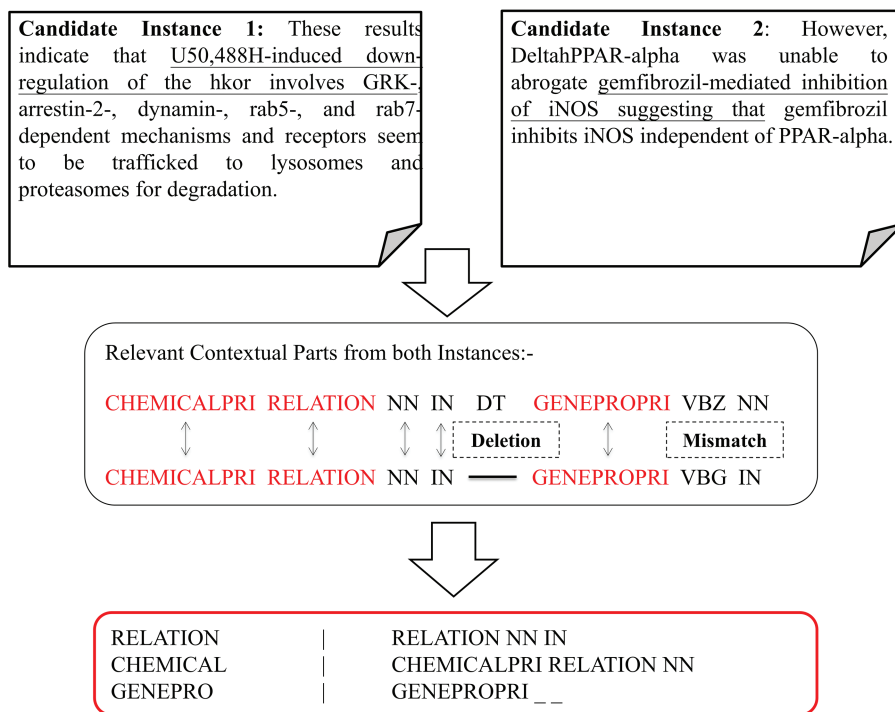 Candidate Instance 1: These results
indicate that U50,488H-induced down-
regulation of the hkor involves GRK-,
arrestin-2-, dynamin-, rab5-, and rab7-
dependent mechanisms and receptors seem
to be trafficked to lysosomes and
proteasomes for degradation.
Candidate Instance 2: However,
DeltahPPAR-alpha was unable to
abrogate gemfibrozil-mediated inhibition
of iNOS suggesting that gemfibrozil
inhibits iNOS independent of PPAR-alpha.
Relevant Contextual Parts from both Instances:-
CHEMICALPRI RELATION NN IN DT GENEPROPRI VBZ NN
Deletion Mismatch
CHEMICALPRI RELATION NN IN — GENEPROPRI VBG IN
RELATION | RELATION NN IN
CHEMICAL | CHEMICALPRI RELATION NN
GENEPRO | GENEPROPRI _ _